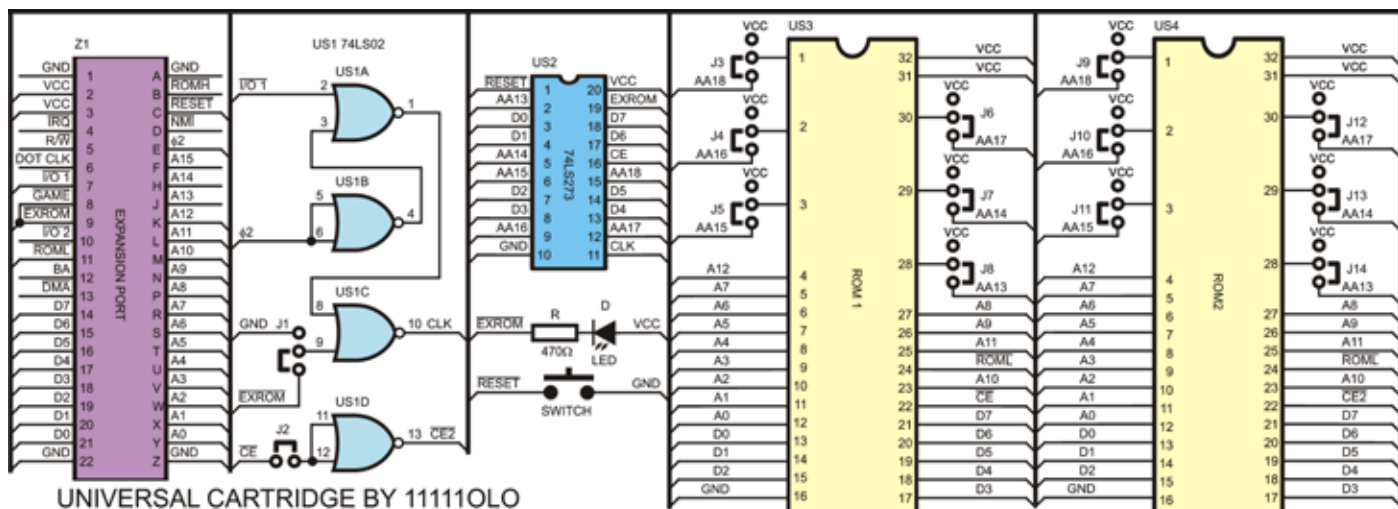 Z1
GND 1 A GND
VCC 2 B ROMH
VCC 3 C RESET
IRQ 4 D NMI
R/W 5 E ϕ2
DOT CLK 6 F A15
I/O 1 7 H A14
GAME 8 J A13
EXROM 9 K A12
I/O 2 10 L A11
ROML 11 M A10
BA 12 N A9
DMA 13 P A8
D7 14 R A7
D6 15 S A6
D5 16 T A5
D4 17 U A4
D3 18 V A3
D2 19 W A2
D1 20 X A1
D0 21 Y A0
GND 22 Z GND
EXPANSION PORT
US1 74LS02
US1A
I/O 1 2 1
3
US1B
5 4
ϕ2 6
US1C
8
GND J1 10 CLK
9
EXROM
US1D
11
J2 13 CE2
CE 12
US2
RESET 1 20 VCC
AA13 2 19 EXROM
D0 3 18 D7
D1 4 17 D6
AA14 5 16 CE
AA15 6 15 AA18
D2 7 14 D5
D3 8 13 D4
AA16 9 12 AA17
GND 10 11 CLK
74LS273
EXROM R D VCC
470Ω LED
RESET GND
SWITCH
US3
VCC
J3 1 32 VCC
AA18 31 VCC
VCC VCC
J4 2 30 J6
AA16 AA17
VCC VCC
J5 3 29 J7
AA15 AA14
VCC
28 J8
AA13
A12 4
A7 5 A8
A6 6 27 A9
A5 7 26 A11
A4 8 25 ROML
A3 9 24 A10
A2 10 23 CE
A1 11 22 D7
A0 12 21 D6
D0 13 20 D5
D1 14 19 D4
D2 15 18 D3
GND 16 17
ROM 1
US4
VCC
J9 1 32 VCC
AA18 31 VCC
VCC VCC
J10 2 30 J12
AA16 AA17
VCC VCC
J11 3 29 J13
AA15 AA14
VCC
28 J14
AA13
A12 4
A7 5 A8
A6 6 27 A9
A5 7 26 A11
A4 8 25 ROML
A3 9 24 A10
A2 10 23 CE2
A1 11 22 D7
A0 12 21 D6
D0 13 20 D5
D1 14 19 D4
D2 15 18 D3
GND 16 17
ROM2
UNIVERSAL CARTRIDGE BY 11111OLO